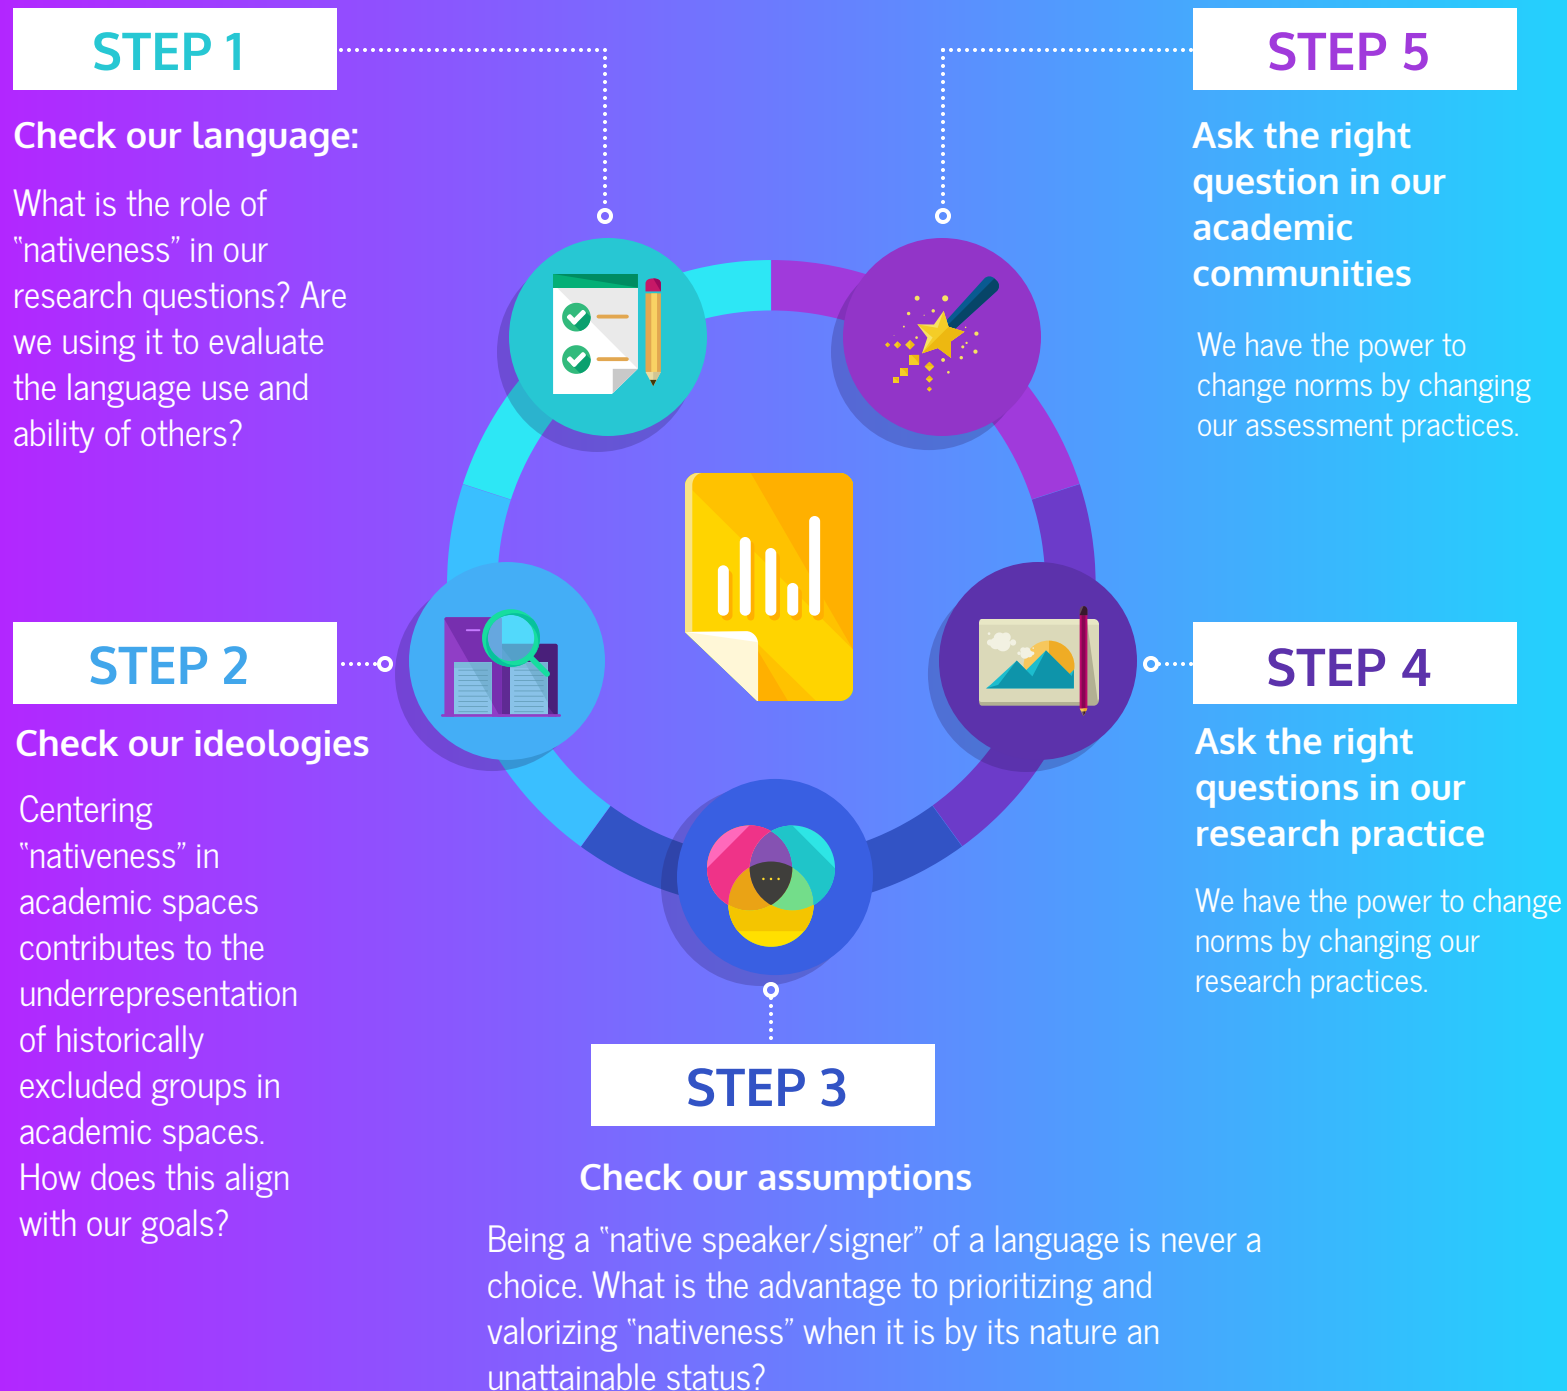 STEP 1
Check our language:
What is the role of
"nativeness" in our
research questions? Are
we using it to evaluate
the language use and
ability of others?
STEP 2
Check our ideologies
Centering
"nativeness" in
academic spaces
contributes to the
underrepresentation
of historically
excluded groups in
academic spaces.
How does this align
with our goals?
STEP 3
Check our assumptions
Being a "native speaker/signer" of a language is never a
choice. What is the advantage to prioritizing and
valorizing "nativeness" when it is by its nature an
unattainable status?
STEP 4
Ask the right
questions in our
research practice
We have the power to change
norms by changing our
research practices.
STEP 5
Ask the right
question in our
academic
communities
We have the power to
change norms by changing
our assessment practices.